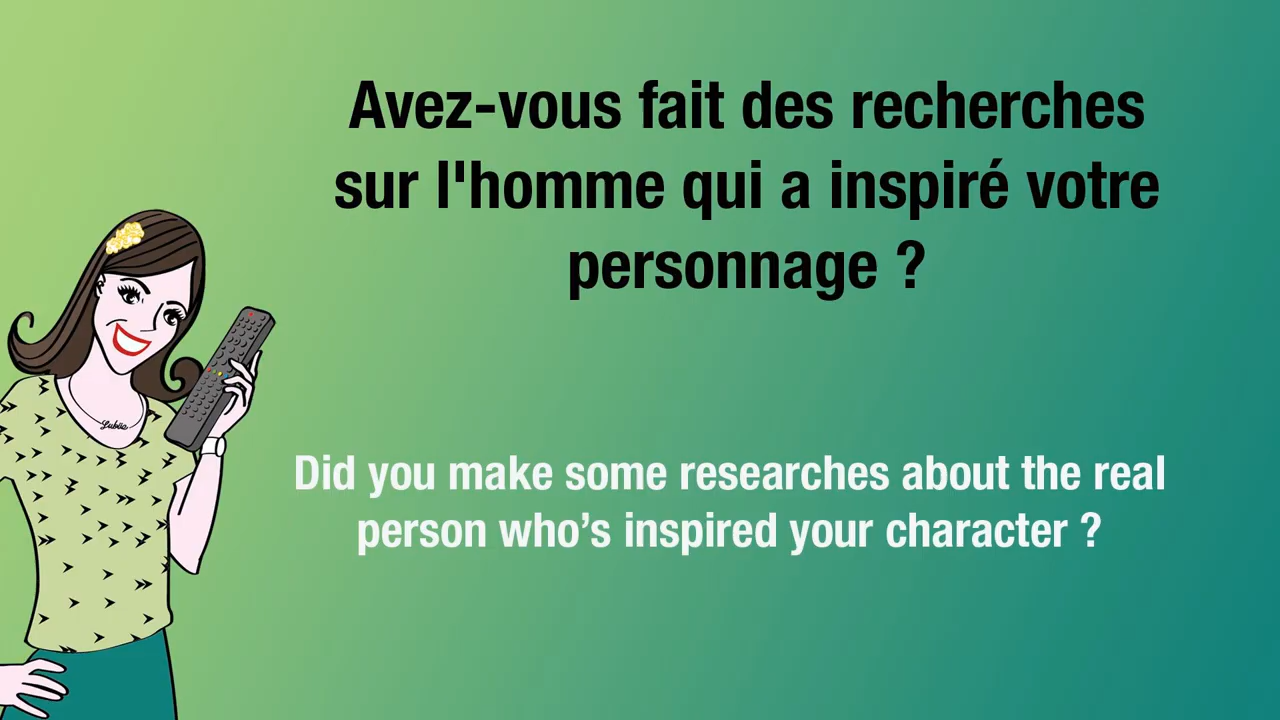 Avez-vous fait des recherches
sur l'homme qui a inspiré votre
personnage ?
Did you make some researches about the real
person who’s inspired your character ?